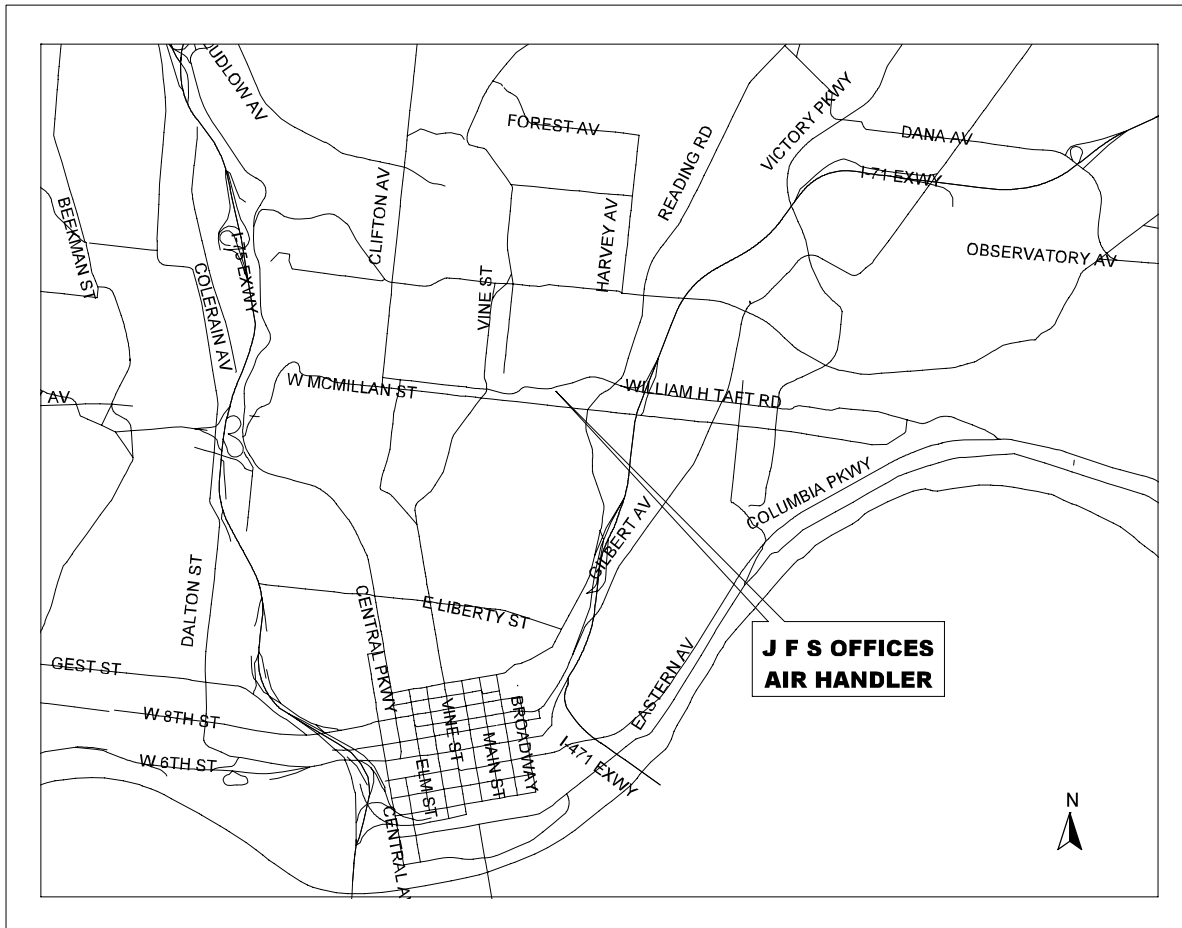 LUDLOW AV
FOREST AV
VICTORY PKWY
DANA AV
READING RD
I-71 EXWY
BEEKMAN ST
CLIFTON AV
HARVEY AV
OBSERVATORY AV
I-75 EXWY
COLERAIN AV
VINE ST
W MCMILLAN ST
WILLIAM H TAFT RD
AV
COLUMBIA PKWY
GILBERT AV
DALTON ST
CENTRAL PKWY
E LIBERTY ST
J F S OFFICES
AIR HANDLER
GEST ST
EASTERN AV
W 8TH ST
VINE ST
BROADWAY
MAIN ST
I-471 EXWY
W 6TH ST
ELM ST
CENTRAL AV
N